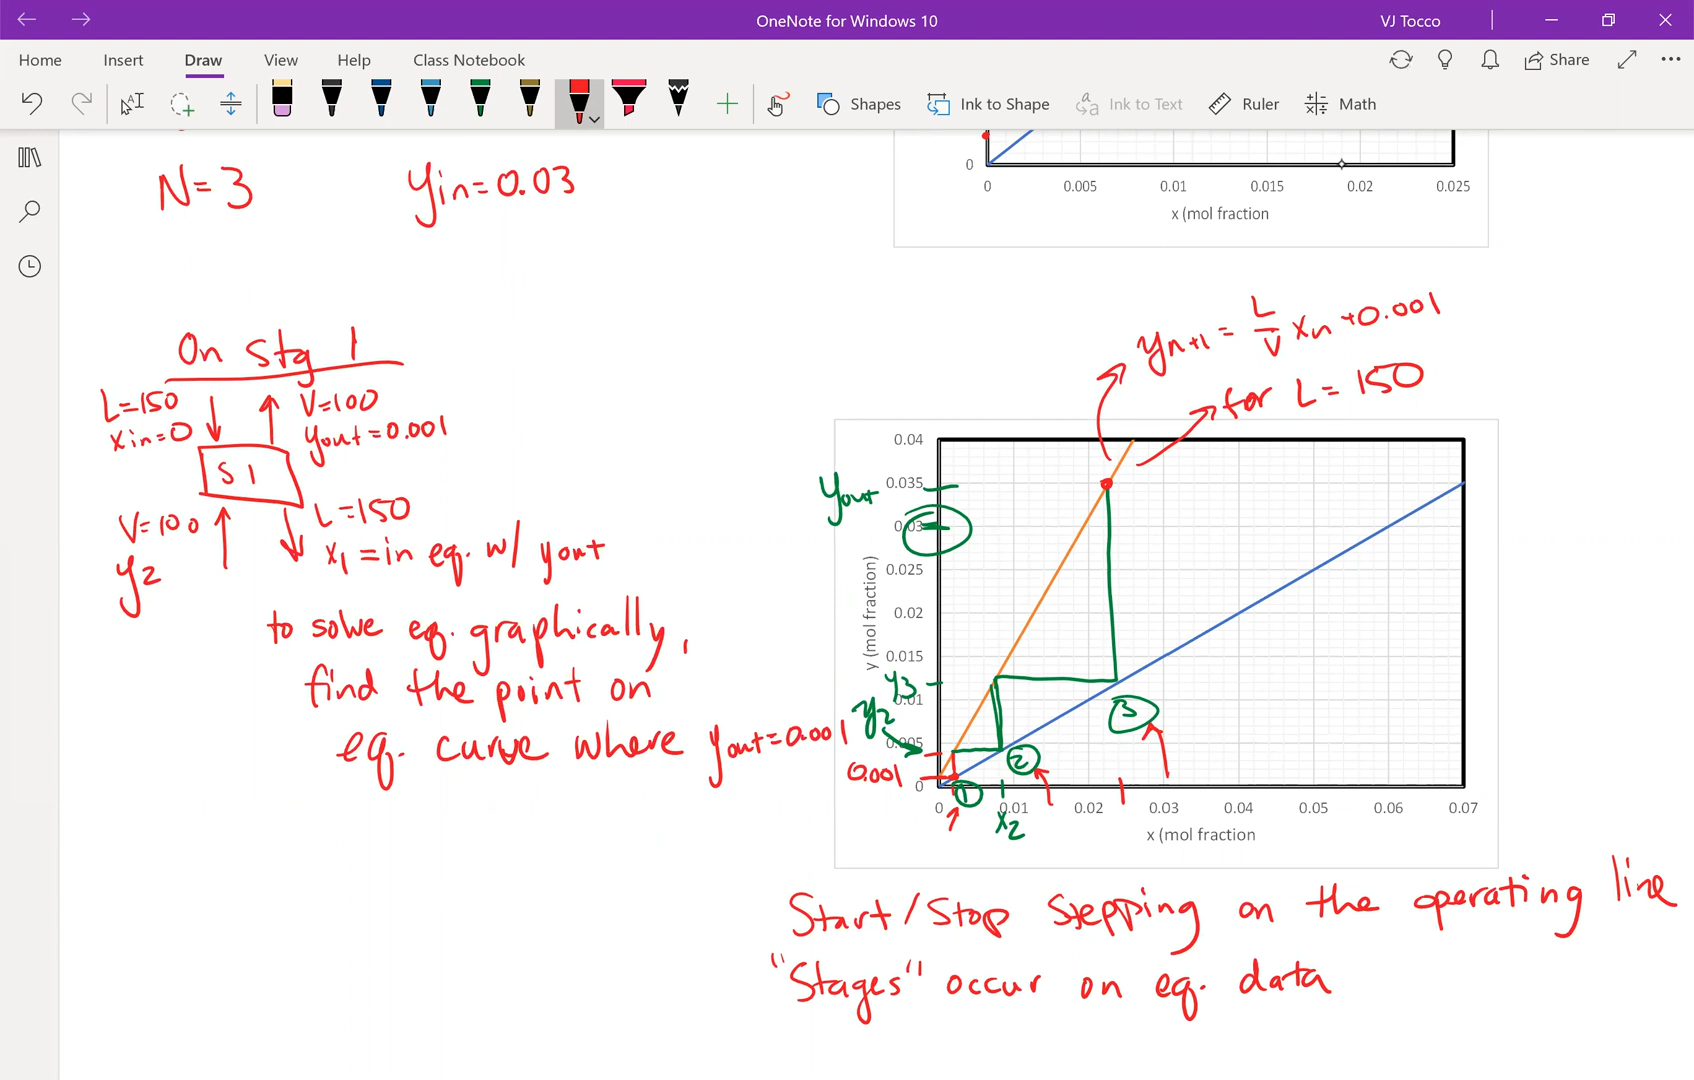 OneNote for Windows 10
VJ Tocco
Home Insert Draw View Help Class Notebook
Share
Shapes Ink to Shape Ink to Text Ruler Math
N=3 yin=0.03
0
0 0.005 0.01 0.015 0.02 0.025
x (mol fraction
On Stg 1
L=150 V=100
xin=0 yout=0.001
S1
V=100 L=150
y2 x1 = in eq. w/ yout
to solve eq. graphically,
find the point on
eq. curve where yout=0.001
yn+1 = L/V xn + 0.001
for L = 150
yout
y3
y2
0.001
0.04
0.035
0.03
0.025
0.02
0.015
0.01
0.005
0
y (mol fraction)
1
2
3
x2
0 0.01 0.02 0.03 0.04 0.05 0.06 0.07
x (mol fraction
Start/Stop Stepping on the operating line
"Stages" occur on eq. data